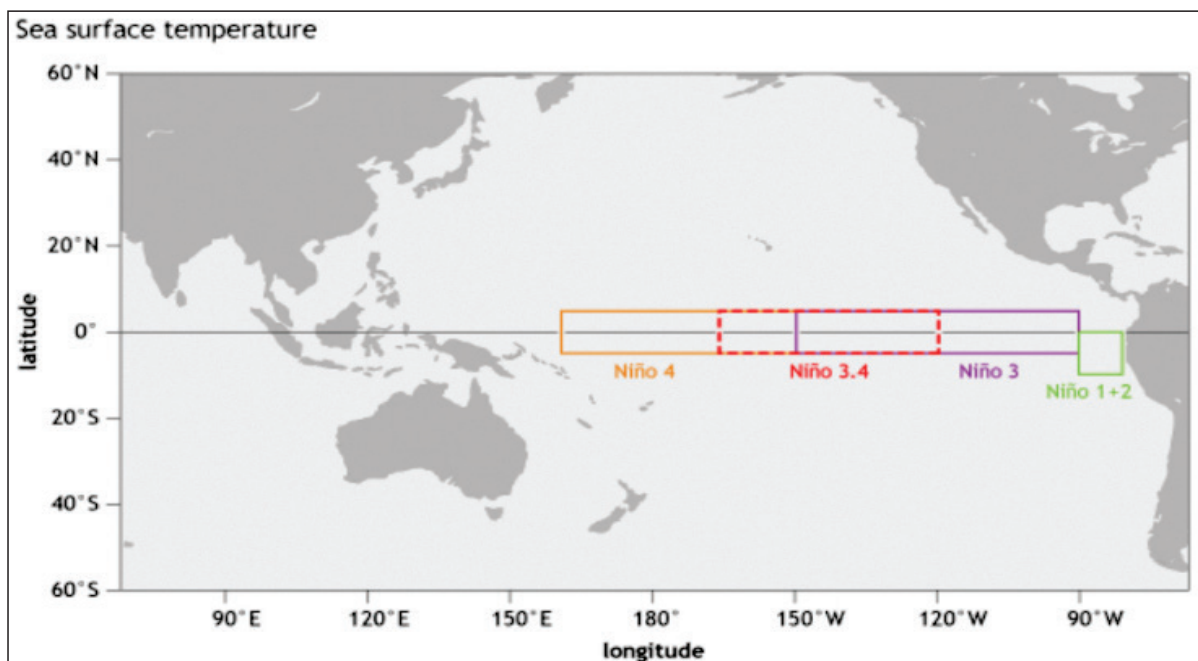 Sea surface temperature
60°N
40°N
20°N
0°
20°S
40°S
60°S
latitude
Niño 4
Niño 3.4
Niño 3
Niño 1+2
90°E
120°E
150°E
180°
150°W
120°W
90°W
longitude